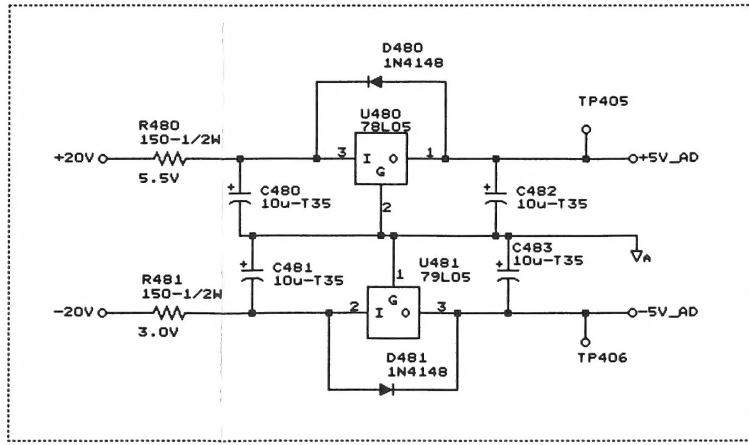 D480
1N4148
TP405
U480
78L05
R480
150-1/2W
+20V
3
I
O
1
+5V_AD
5.5V
G
+
C480
10u-T35
2
+
C482
10u-T35
A
+
C481
10u-T35
U481
79L05
+
C483
10u-T35
R481
150-1/2W
1
G
-20V
2
I
O
3
-5V_AD
3.0V
D481
1N4148
TP406